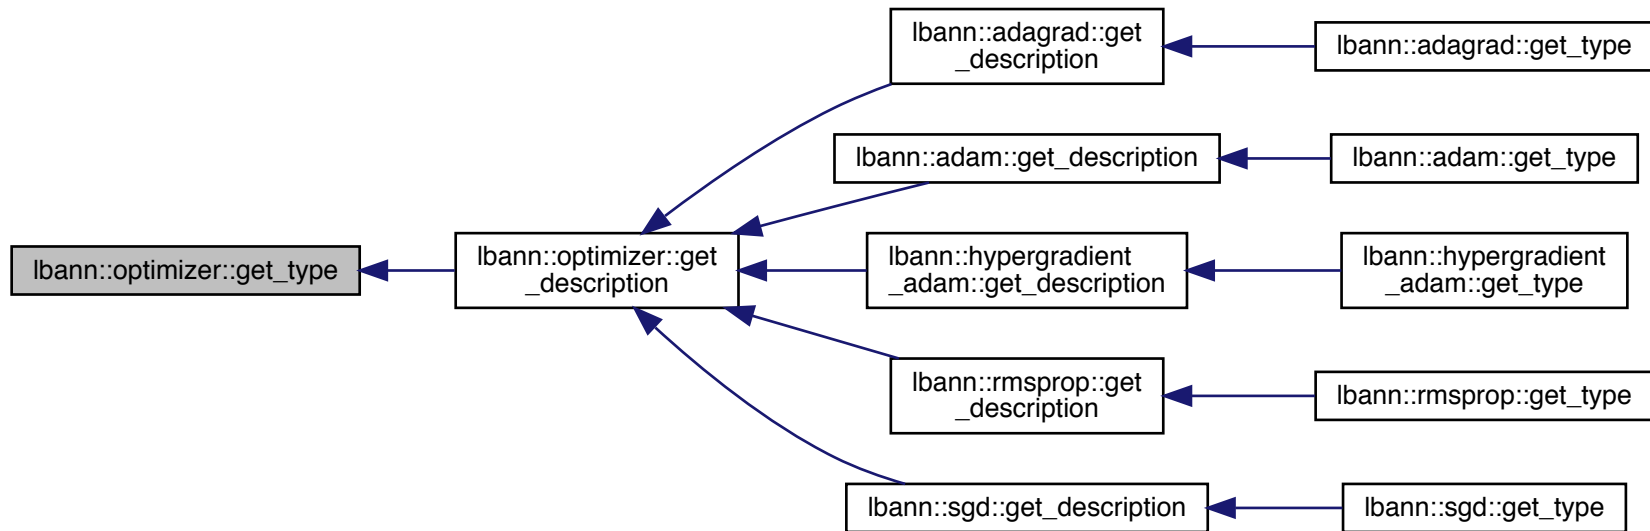 lbann::adagrad::get
_description
lbann::adagrad::get_type
lbann::adam::get_description
lbann::adam::get_type
lbann::optimizer::get_type
lbann::optimizer::get
_description
lbann::hypergradient
_adam::get_description
lbann::hypergradient
_adam::get_type
lbann::rmsprop::get
_description
lbann::rmsprop::get_type
lbann::sgd::get_description
lbann::sgd::get_type